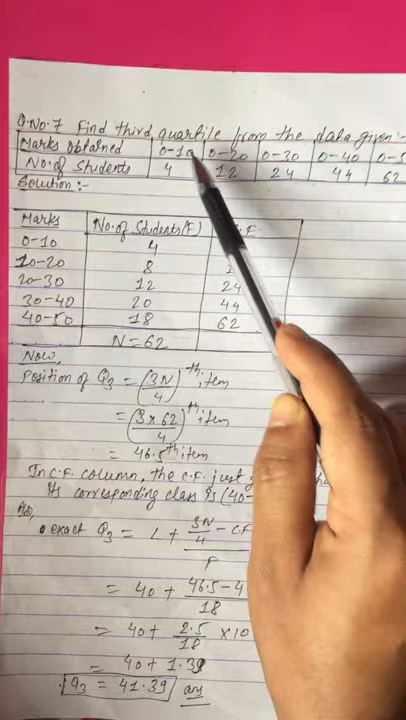 Q.No.7 Find third quartile from the data given:-
Marks obtained 0-10 0-20 0-30 0-40
No. of Students 4 12 24 44 62
Solution:-
Marks No. of Students (F) F.
0-10 4
10-20 8
20-30 12 24
30-40 20 44
40-50 18 62
N=62
Now,
Position of Q3 = (3N/4)th item
= (3×62/4)th item
= 46.5th item
In C.F. column, the C.F. just
Its corresponding class is (40-
exact Q3 = L + 3N/4 - CF
F
= 40 + 46.5-4
18
= 40 + 2.5/18 ×10
= 40 + 1.39
Q3 = 41.39 ans